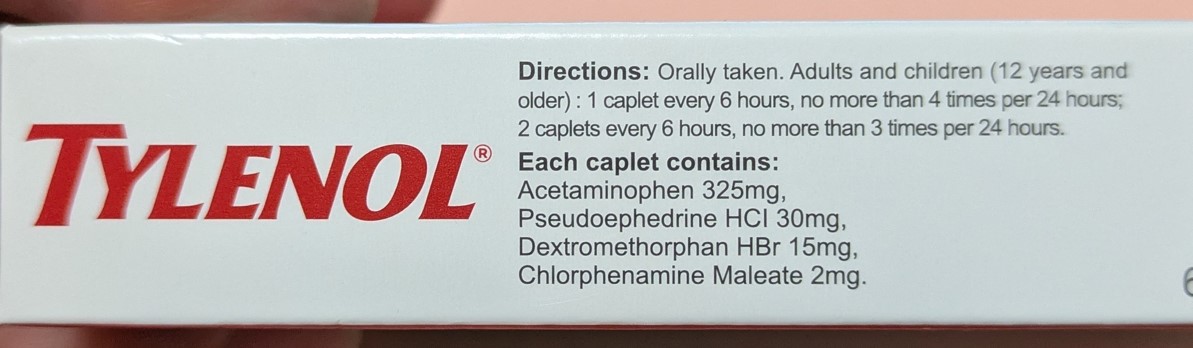 TYLENOL®
Directions: Orally taken. Adults and children (12 years and
older) : 1 caplet every 6 hours, no more than 4 times per 24 hours;
2 caplets every 6 hours, no more than 3 times per 24 hours.
Each caplet contains:
Acetaminophen 325mg,
Pseudoephedrine HCl 30mg,
Dextromethorphan HBr 15mg,
Chlorphenamine Maleate 2mg.